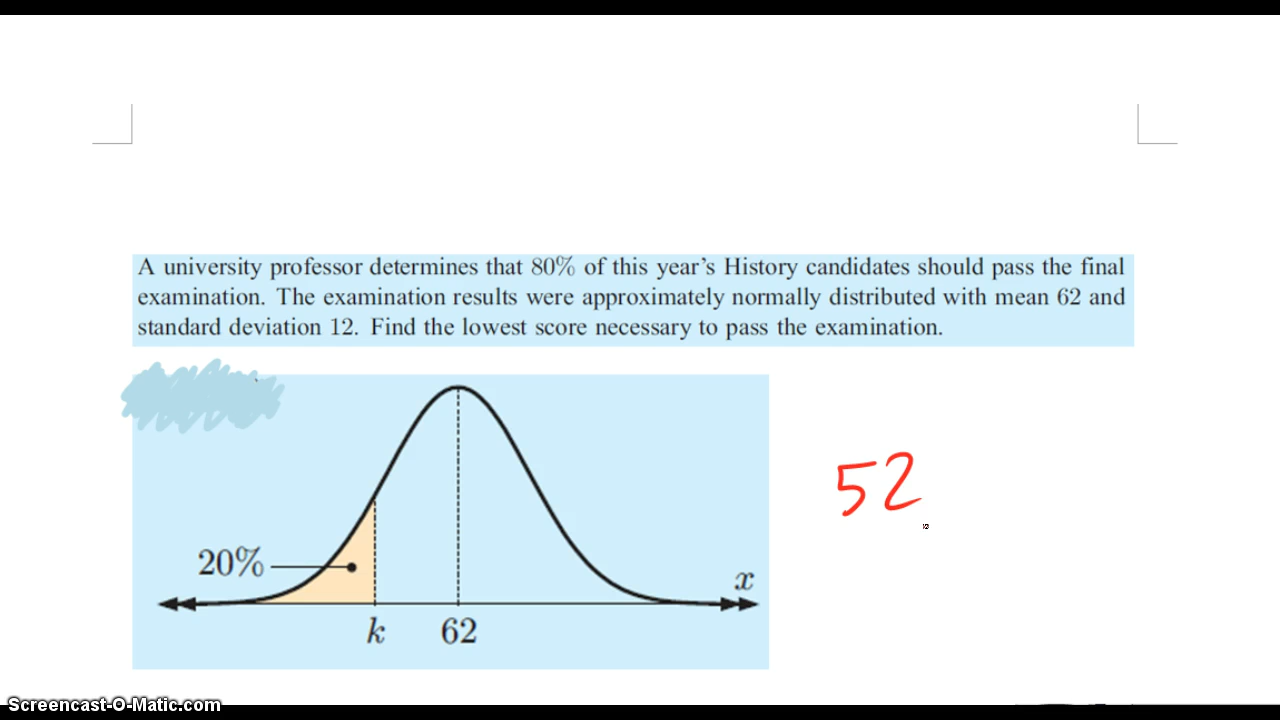 A university professor determines that 80% of this year's History candidates should pass the final
examination. The examination results were approximately normally distributed with mean 62 and
standard deviation 12. Find the lowest score necessary to pass the examination.
52
20%
x
k 62
Screencast-O-Matic.com